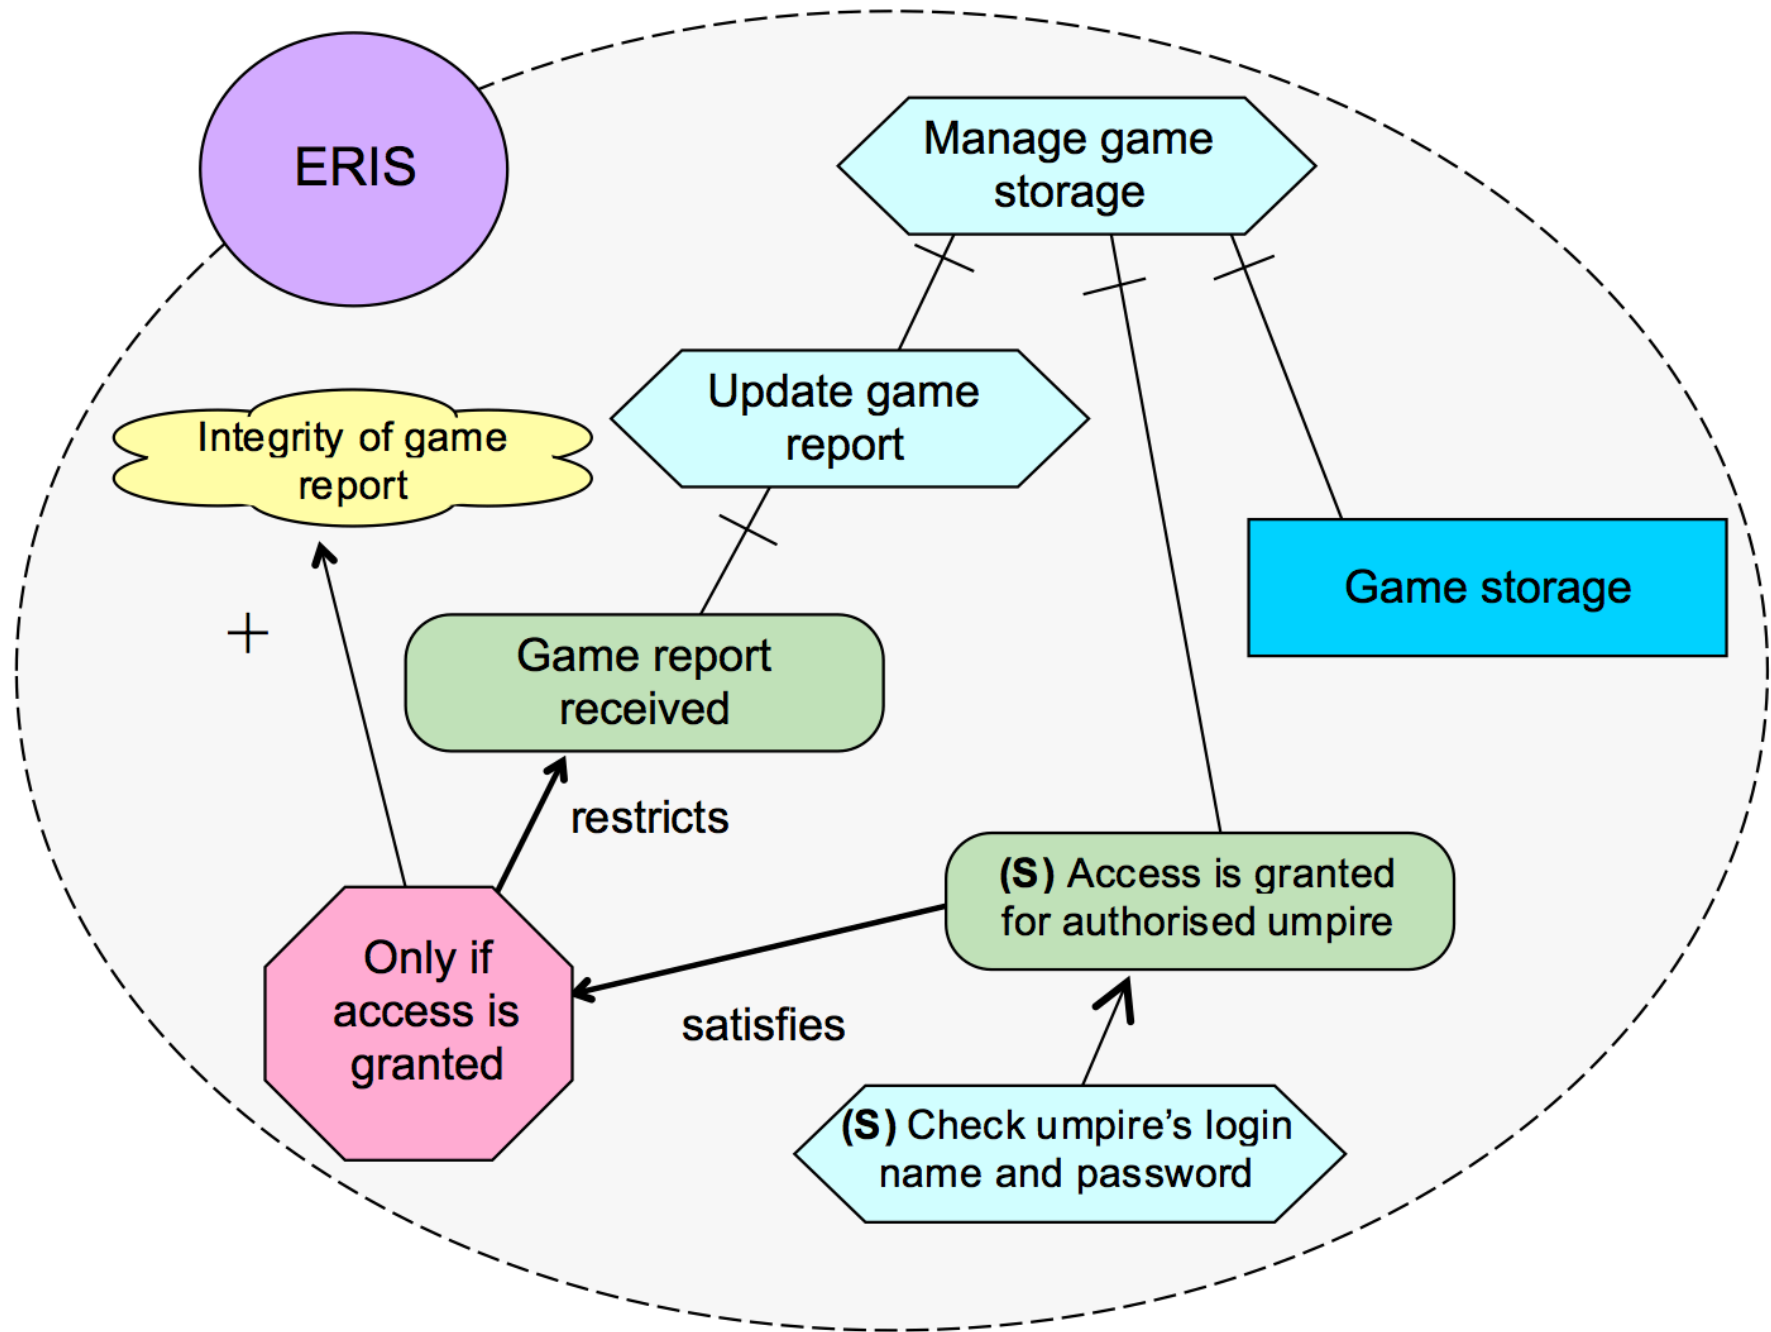 ERIS
Manage game
storage
Update game
report
Integrity of game
report
Game storage
+
Game report
received
restricts
(S) Access is granted
for authorised umpire
Only if
access is
granted
satisfies
(S) Check umpire’s login
name and password